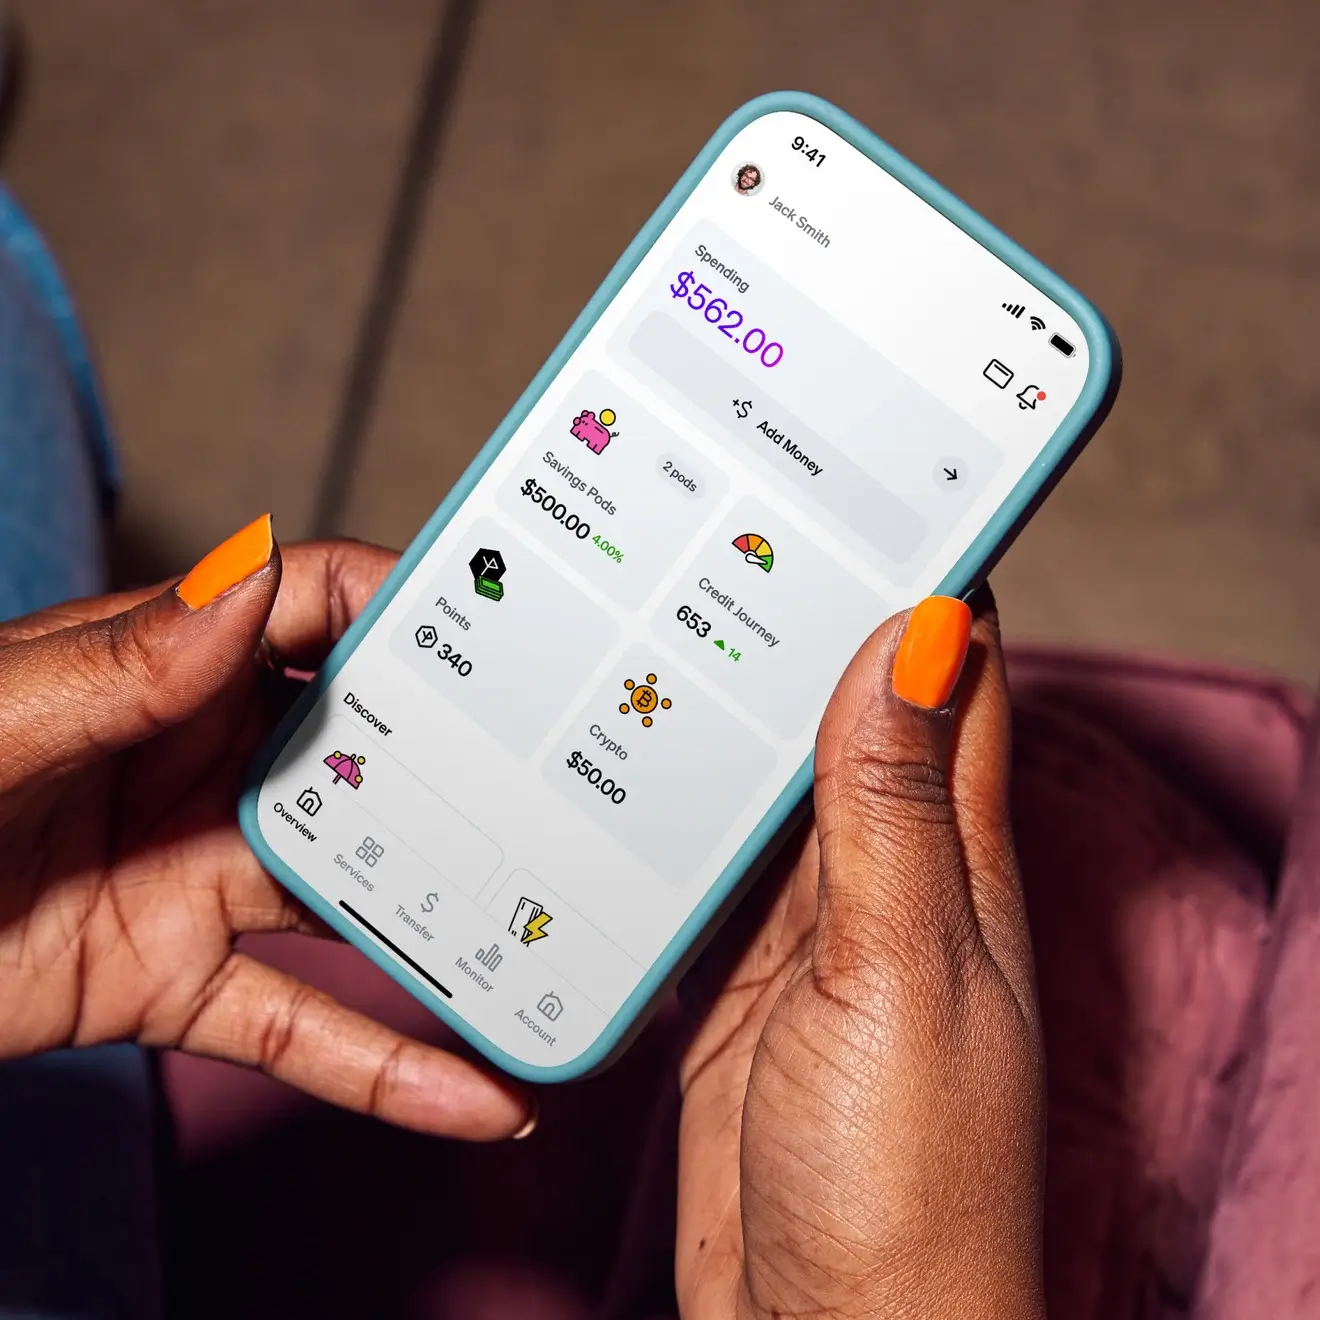 9:41
Jack Smith
Spending
$562.00
+$ Add Money
Savings Pods
2 pods
$500.00 4.00%
Credit Journey
653 14
Points
340
Crypto
$50.00
Discover
Overview
Services
Transfer
Monitor
Account